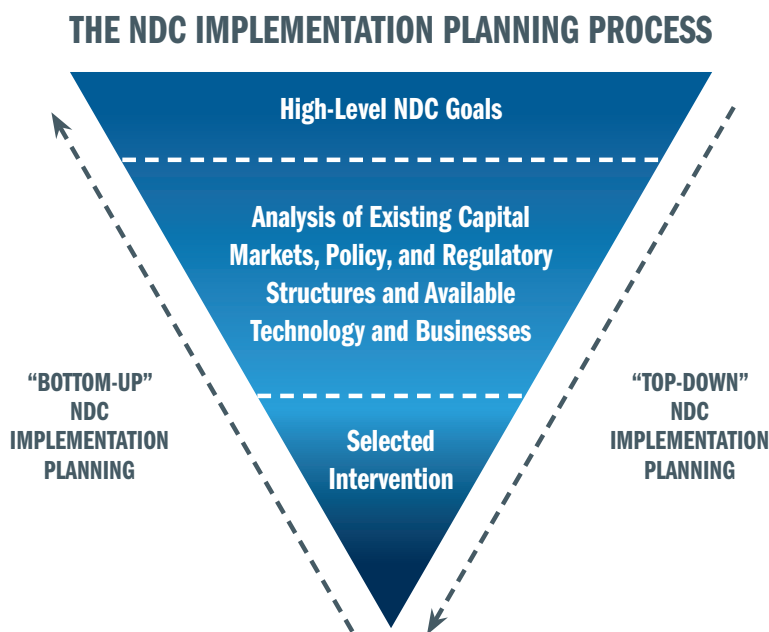 THE NDC IMPLEMENTATION PLANNING PROCESS
High-Level NDC Goals
Analysis of Existing Capital
Markets, Policy, and Regulatory
Structures and Available
Technology and Businesses
“BOTTOM-UP”
NDC
IMPLEMENTATION
PLANNING
“TOP-DOWN”
NDC
IMPLEMENTATION
PLANNING
Selected
Intervention